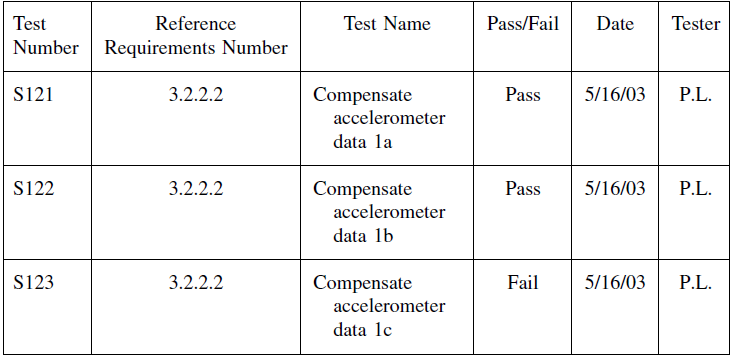 Test Number Reference Requirements Number Test Name Pass/Fail Date Tester
S121 3.2.2.2 Compensate accelerometer data 1a Pass 5/16/03 P.L.
S122 3.2.2.2 Compensate accelerometer data 1b Pass 5/16/03 P.L.
S123 3.2.2.2 Compensate accelerometer data 1c Fail 5/16/03 P.L.